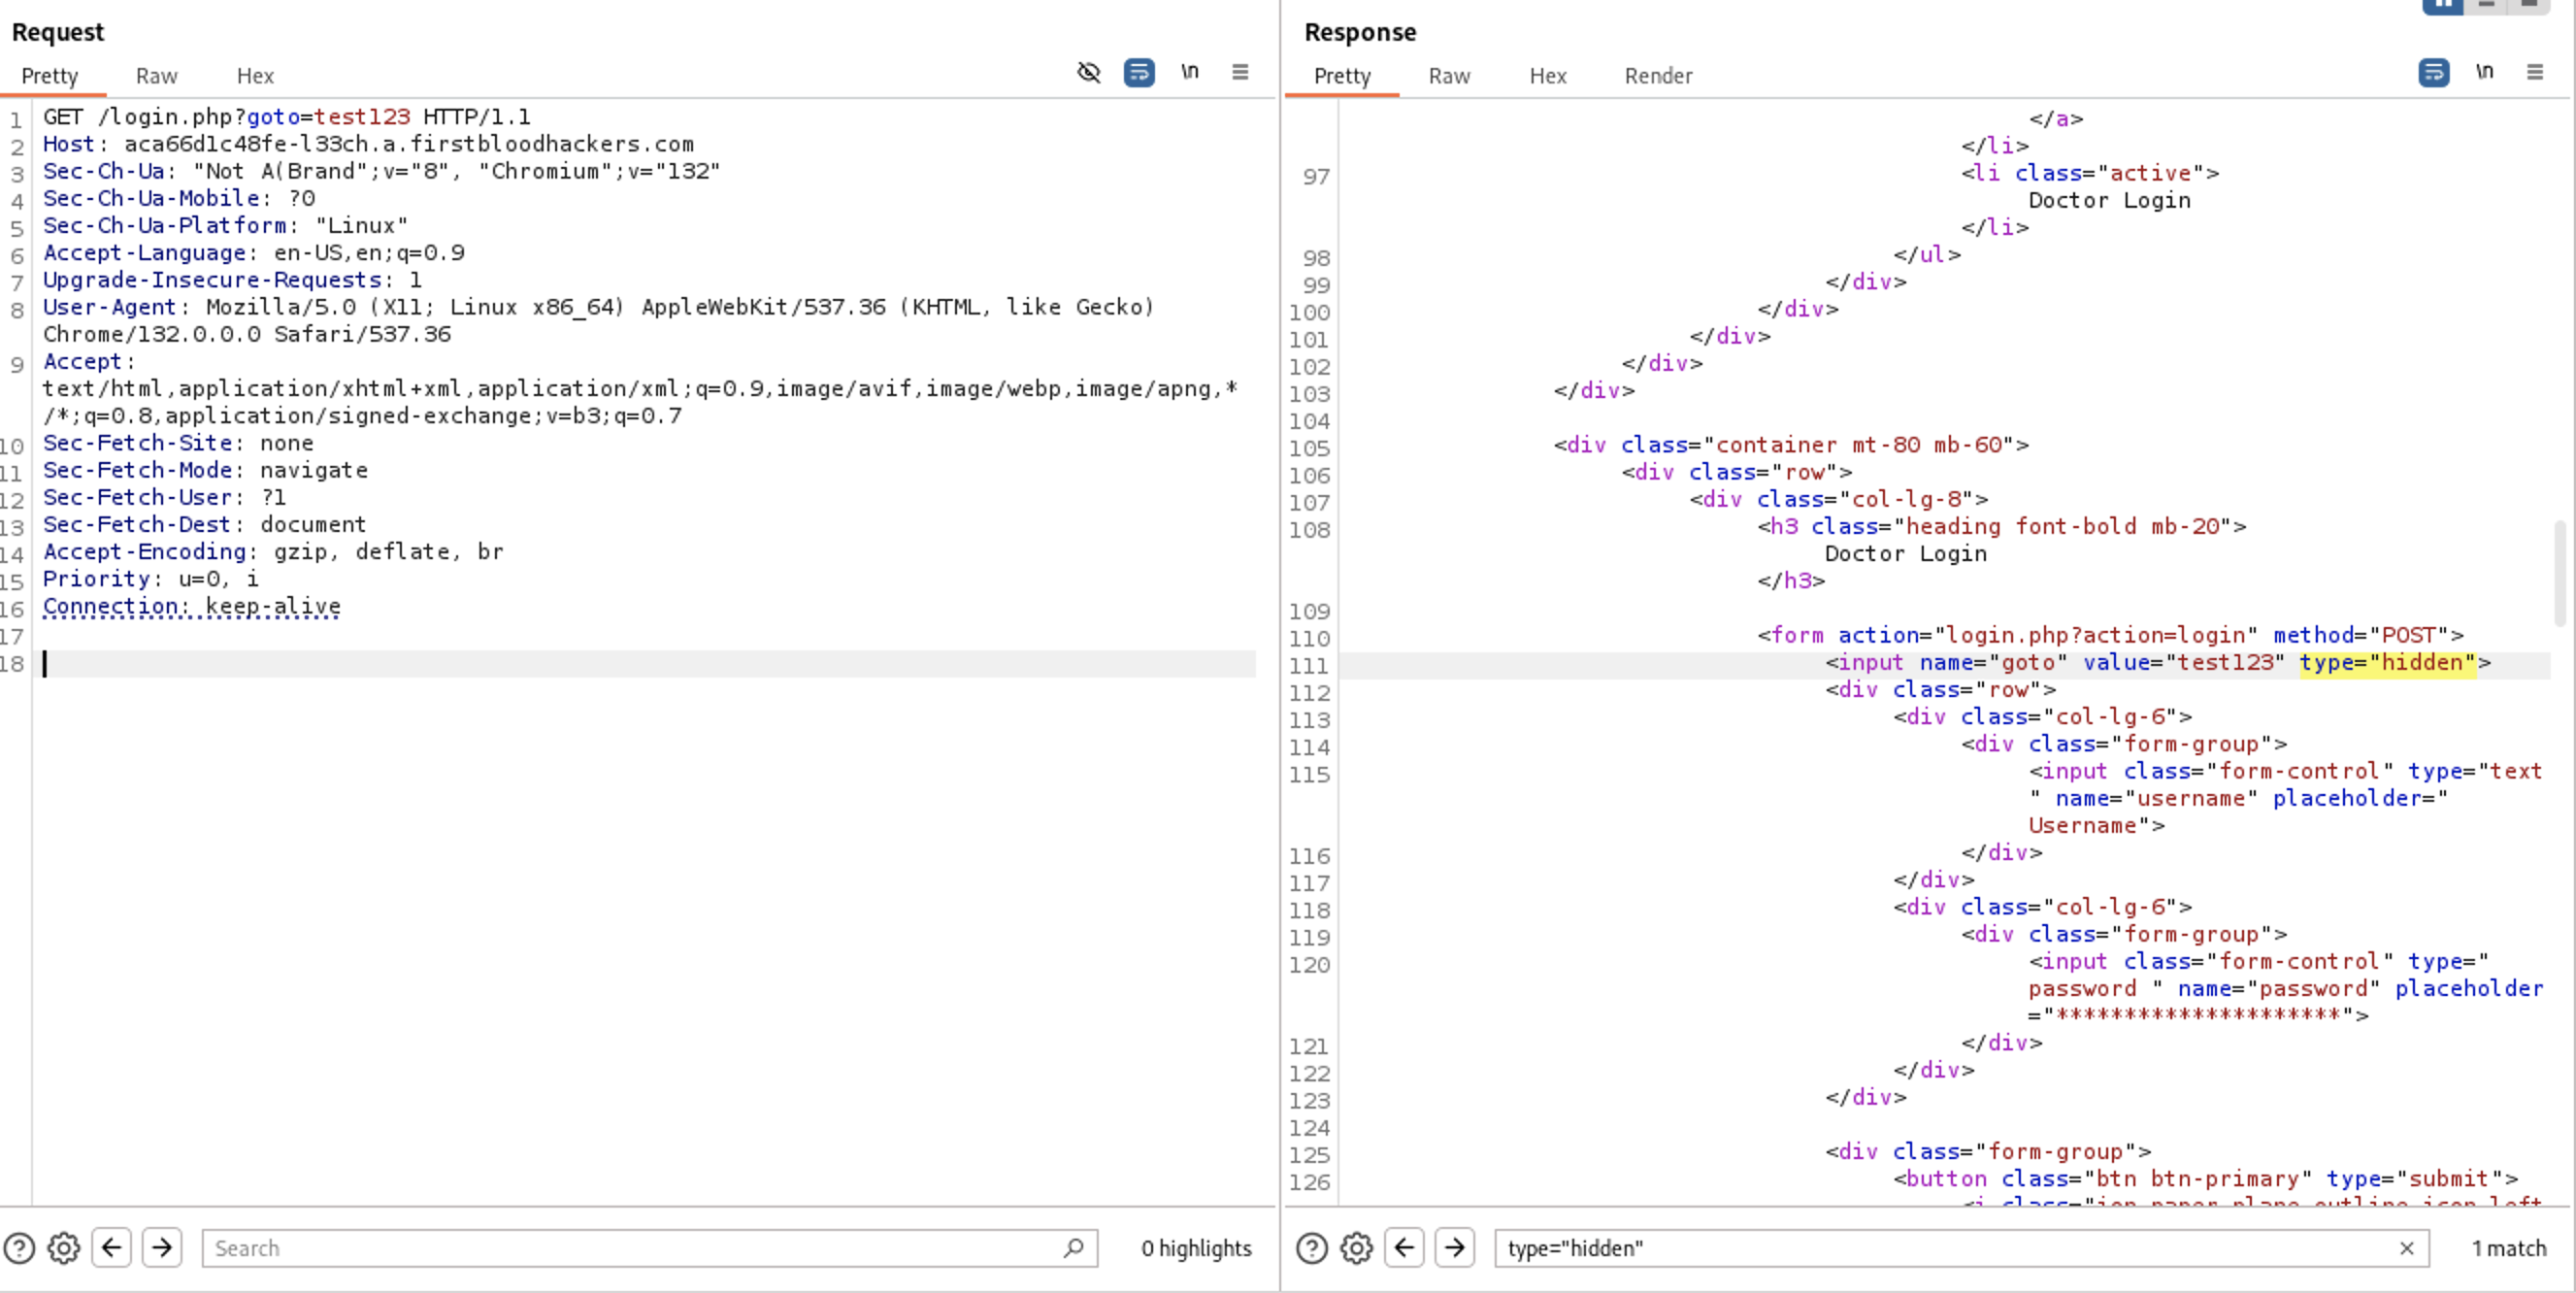 Request
Pretty Raw Hex \n
1 GET /login.php?goto=test123 HTTP/1.1
2 Host: aca66d1c48fe-l33ch.a.firstbloodhackers.com
3 Sec-Ch-Ua: "Not A(Brand";v="8", "Chromium";v="132"
4 Sec-Ch-Ua-Mobile: ?0
5 Sec-Ch-Ua-Platform: "Linux"
6 Accept-Language: en-US,en;q=0.9
7 Upgrade-Insecure-Requests: 1
8 User-Agent: Mozilla/5.0 (X11; Linux x86_64) AppleWebKit/537.36 (KHTML, like Gecko)
Chrome/132.0.0.0 Safari/537.36
9 Accept:
text/html,application/xhtml+xml,application/xml;q=0.9,image/avif,image/webp,image/apng,*
/*;q=0.8,application/signed-exchange;v=b3;q=0.7
10 Sec-Fetch-Site: none
11 Sec-Fetch-Mode: navigate
12 Sec-Fetch-User: ?1
13 Sec-Fetch-Dest: document
14 Accept-Encoding: gzip, deflate, br
15 Priority: u=0, i
16 Connection: keep-alive
17
18
Search
0 highlights
Response
Pretty Raw Hex Render \n
</a>
</li>
97 <li class="active">
Doctor Login
</li>
98 </ul>
99 </div>
100 </div>
101 </div>
102 </div>
103 </div>
104
105 <div class="container mt-80 mb-60">
106 <div class="row">
107 <div class="col-lg-8">
108 <h3 class="heading font-bold mb-20">
Doctor Login
</h3>
109
110 <form action="login.php?action=login" method="POST">
111 <input name="goto" value="test123" type="hidden">
112 <div class="row">
113 <div class="col-lg-6">
114 <div class="form-group">
115 <input class="form-control" type="text
" name="username" placeholder="
Username">
116 </div>
117 </div>
118 <div class="col-lg-6">
119 <div class="form-group">
120 <input class="form-control" type="
password " name="password" placeholder
="*********************">
121 </div>
122 </div>
123 </div>
124
125 <div class="form-group">
126 <button class="btn btn-primary" type="submit">
<i class="ion-paper-plane-outline icon-left
type="hidden"
1 match